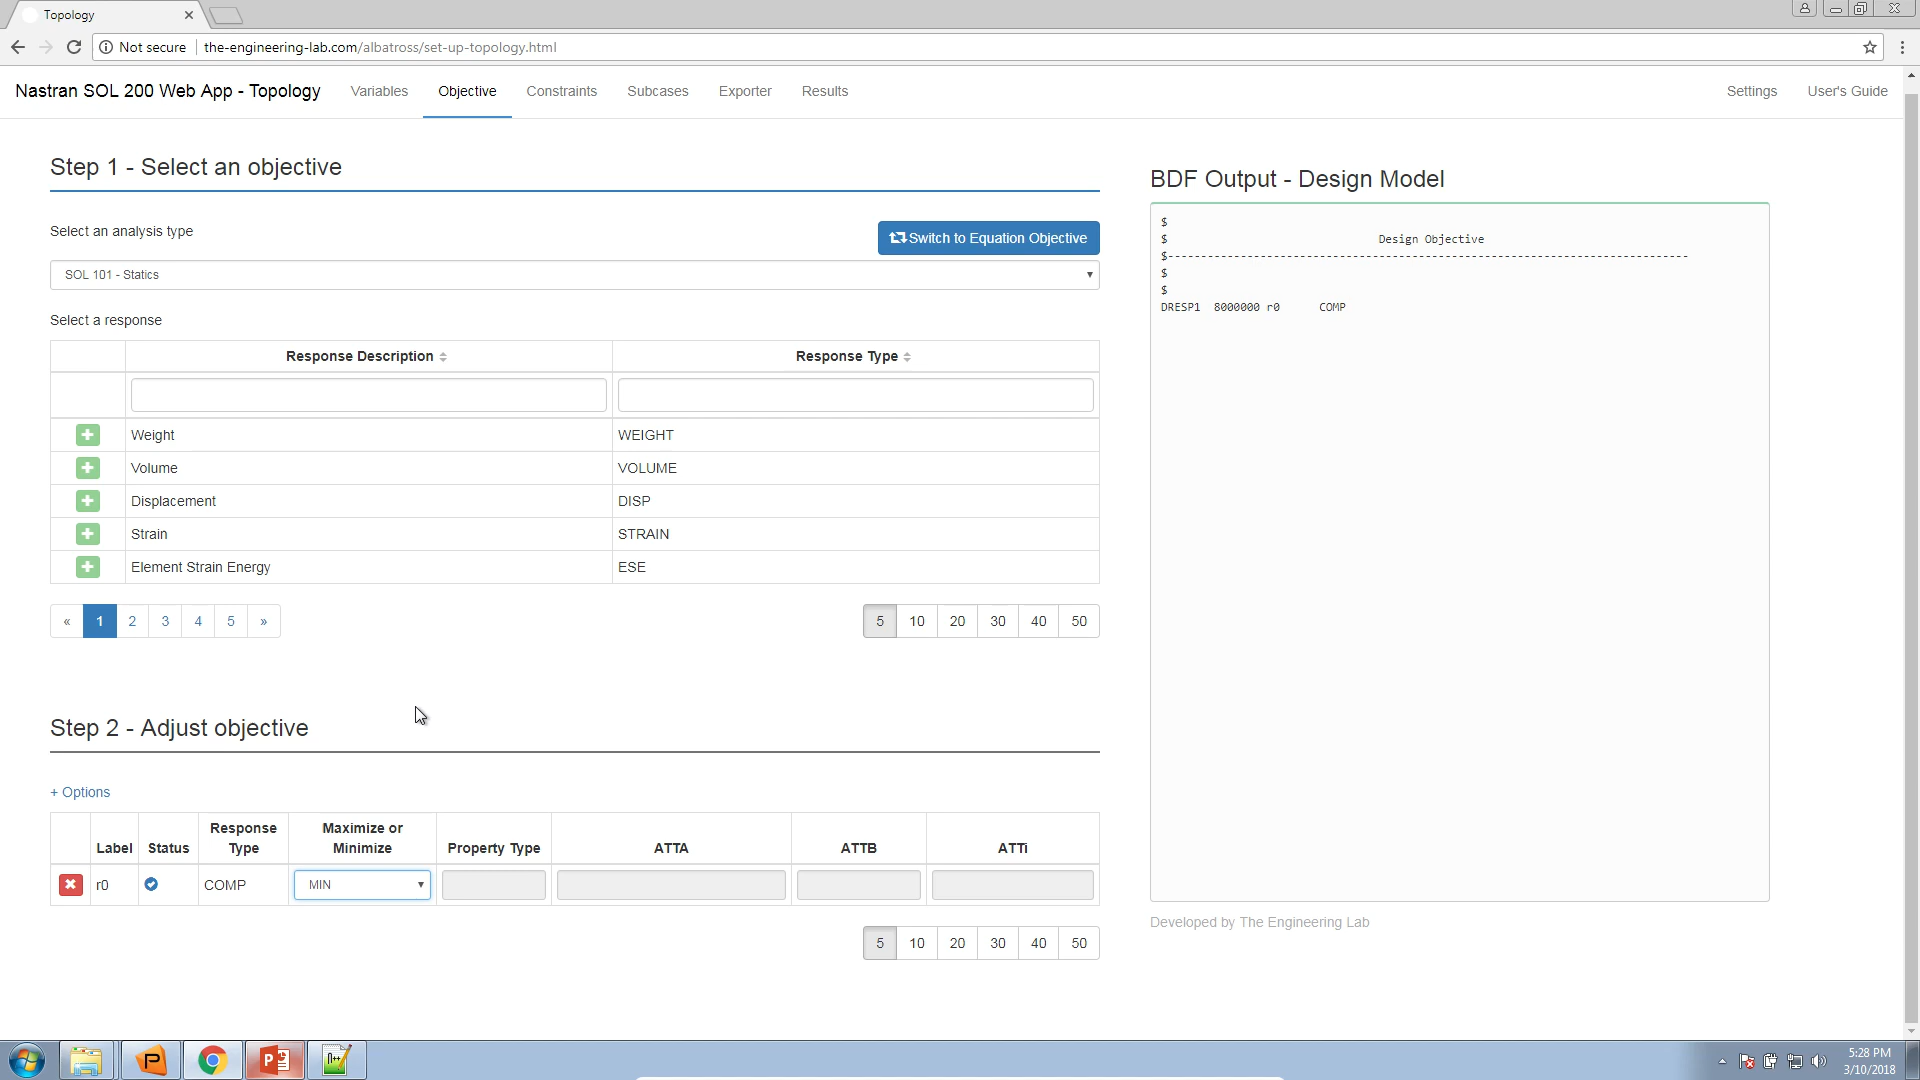 Topology
Not secure the-engineering-lab.com/albatross/set-up-topology.html
Nastran SOL 200 Web App - Topology Variables Objective Constraints Subcases Exporter Results Settings User's Guide
Step 1 - Select an objective
Select an analysis type
Switch to Equation Objective
SOL 101 - Statics
Select a response
Response Description Response Type
Weight WEIGHT
Volume VOLUME
Displacement DISP
Strain STRAIN
Element Strain Energy ESE
« 1 2 3 4 5 » 5 10 20 30 40 50
Step 2 - Adjust objective
+ Options
Label Status Response Type Maximize or Minimize Property Type ATTA ATTB ATTi
r0 COMP MIN
5 10 20 30 40 50
BDF Output - Design Model
$
$ Design Objective
$-------------------------------------------------------------------------------
$
$
DRESP1 8000000 r0 COMP
Developed by The Engineering Lab
5:28 PM
3/10/2018